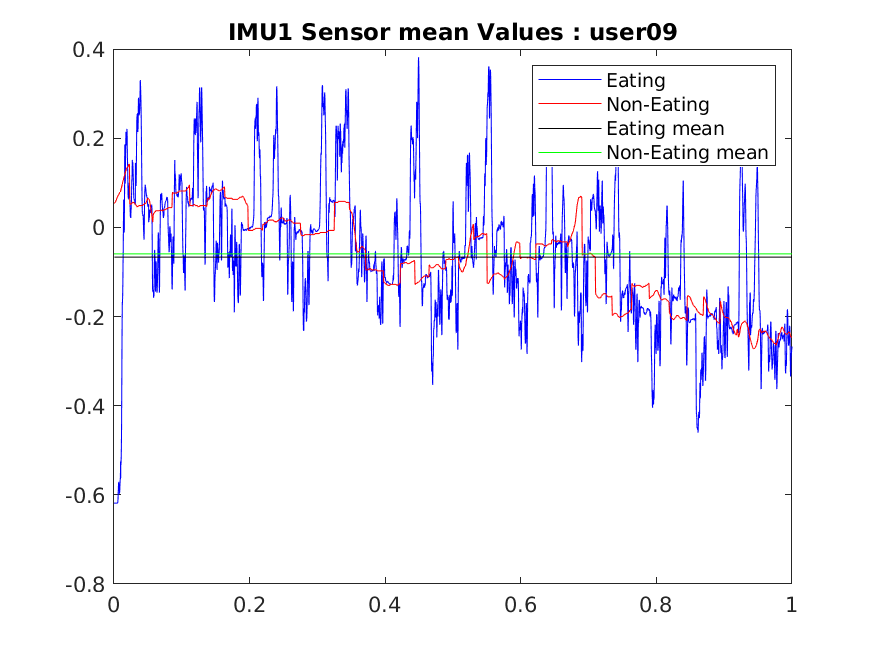 IMU1 Sensor mean Values : user09
0.4
0.2
0
-0.2
-0.4
-0.6
-0.8
Eating
Non-Eating
Eating mean
Non-Eating mean
0 0.2 0.4 0.6 0.8 1